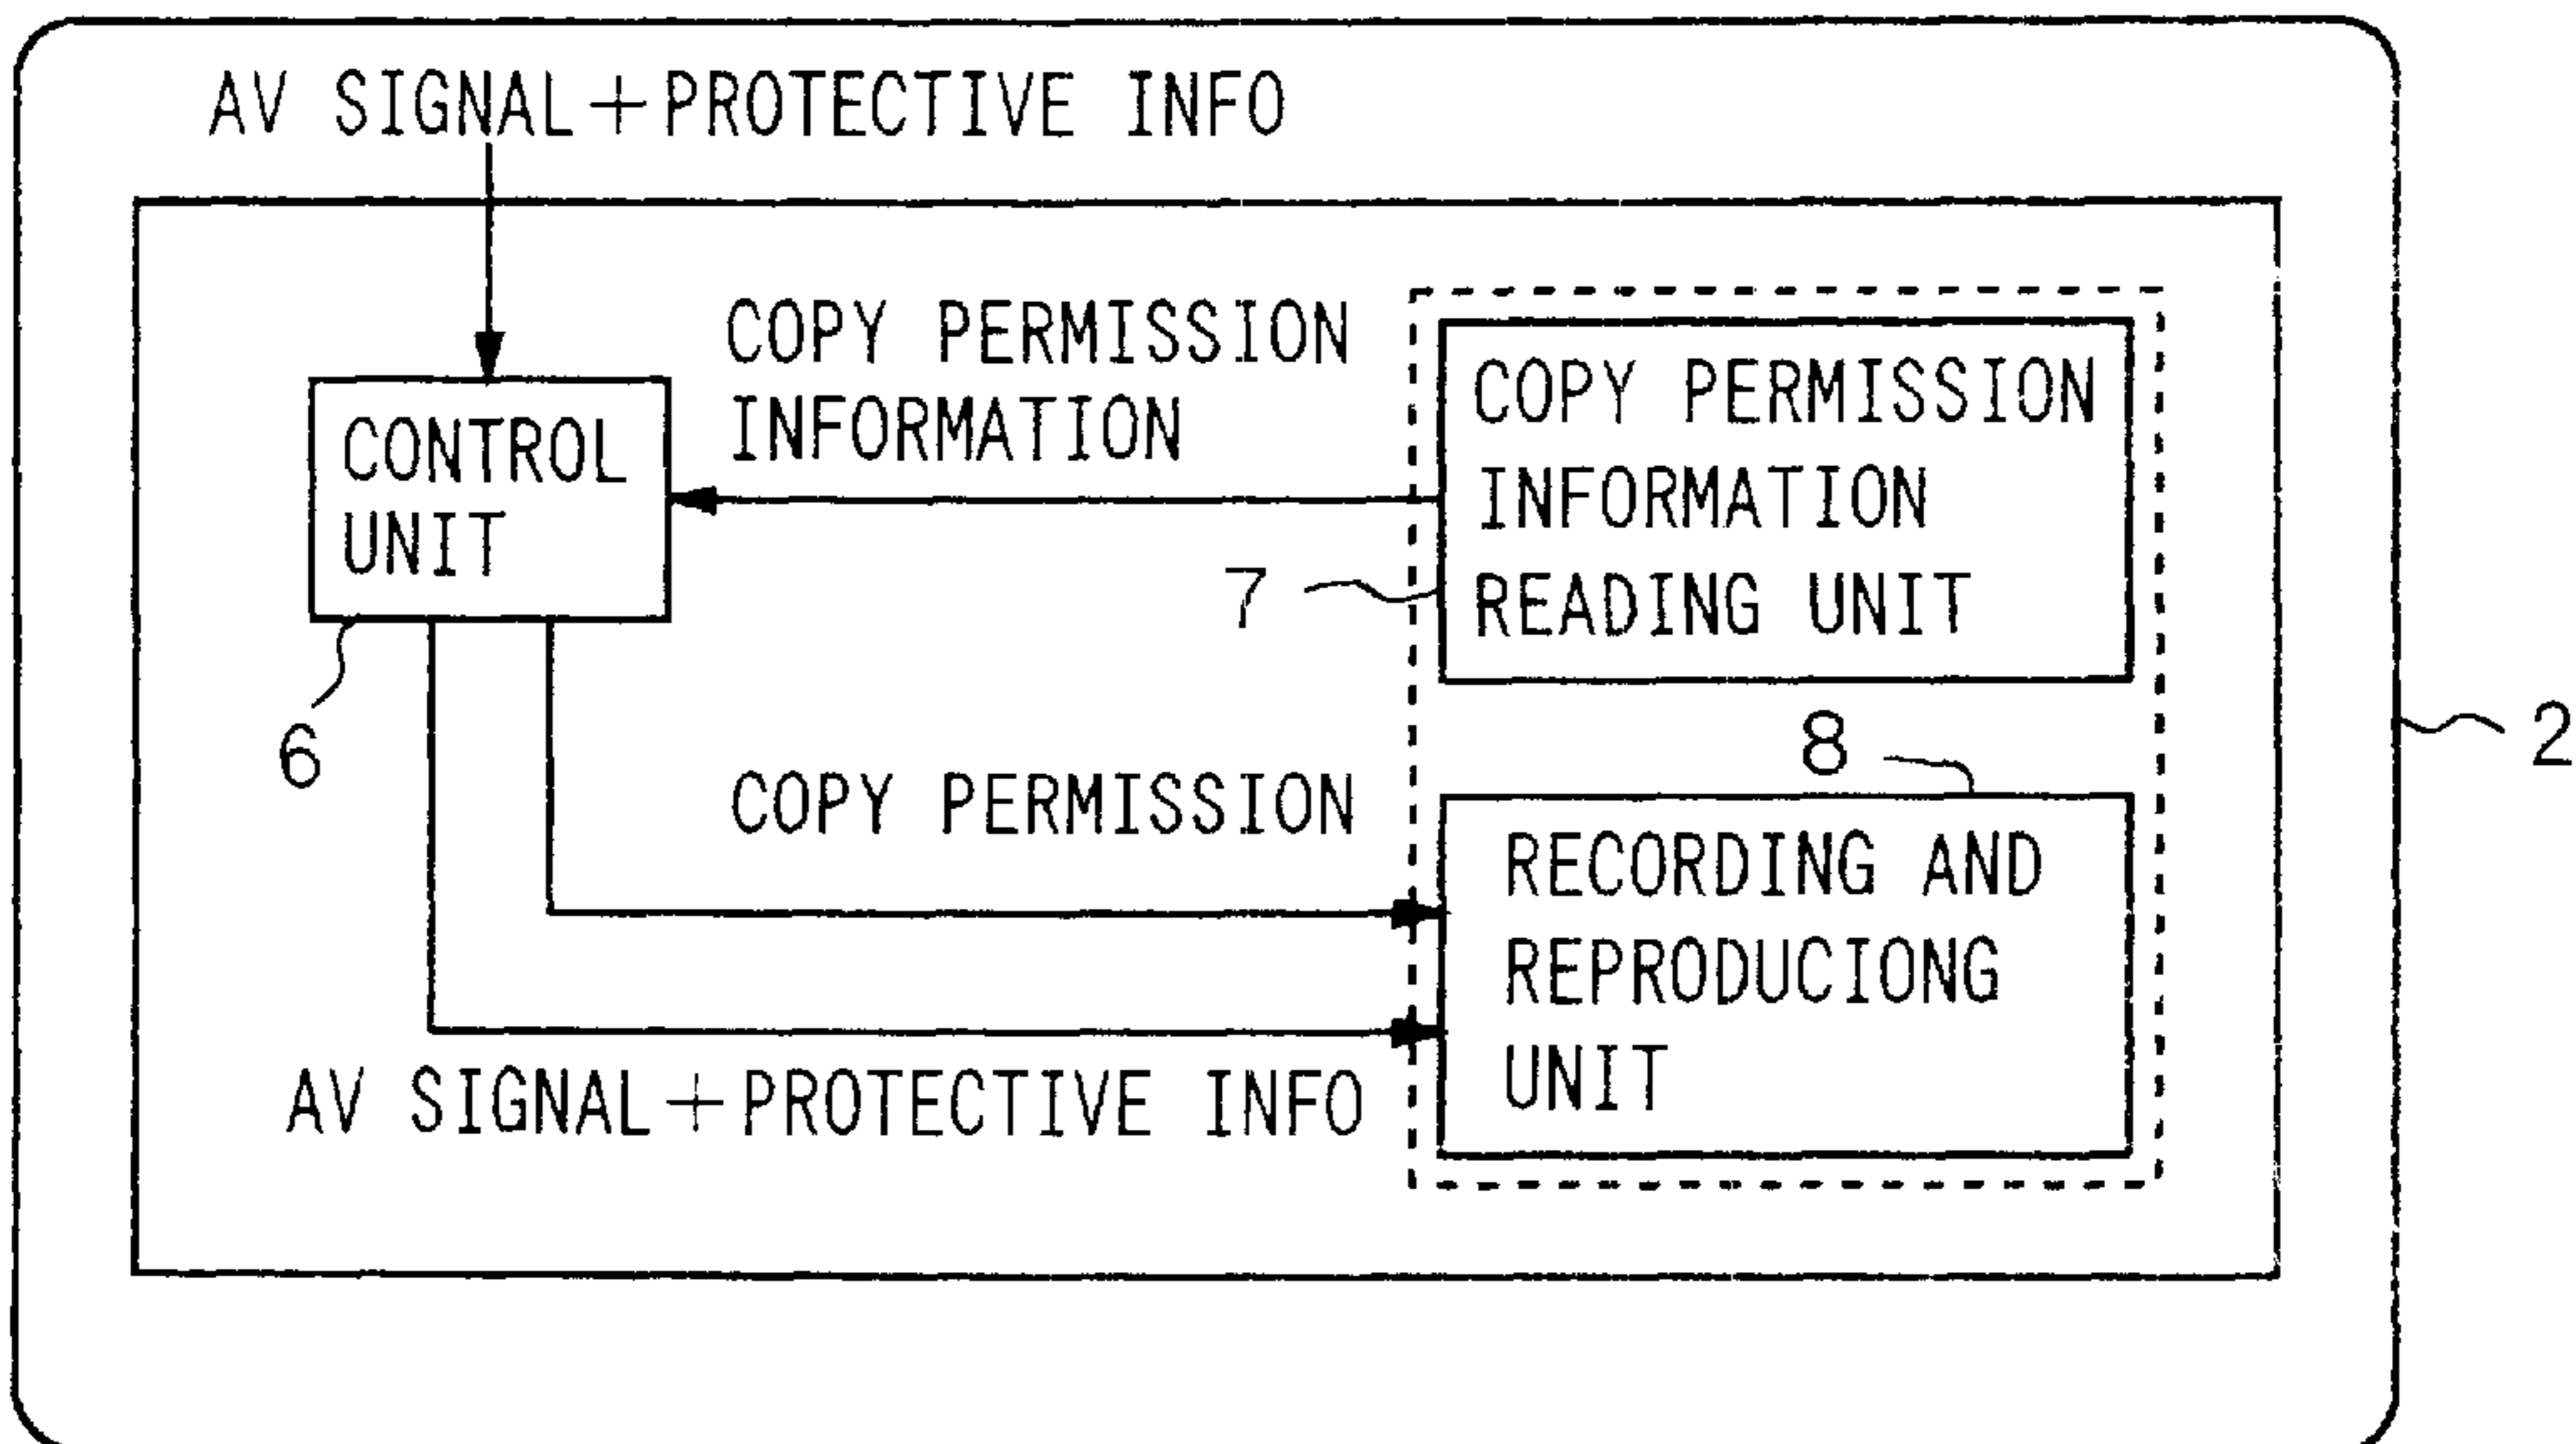 AV SIGNAL+PROTECTIVE INFO
COPY PERMISSION
INFORMATION
CONTROL
UNIT
6
COPY PERMISSION
INFORMATION
READING UNIT
7
2
8
COPY PERMISSION
RECORDING AND
REPRODUCIONG
UNIT
AV SIGNAL+PROTECTIVE INFO